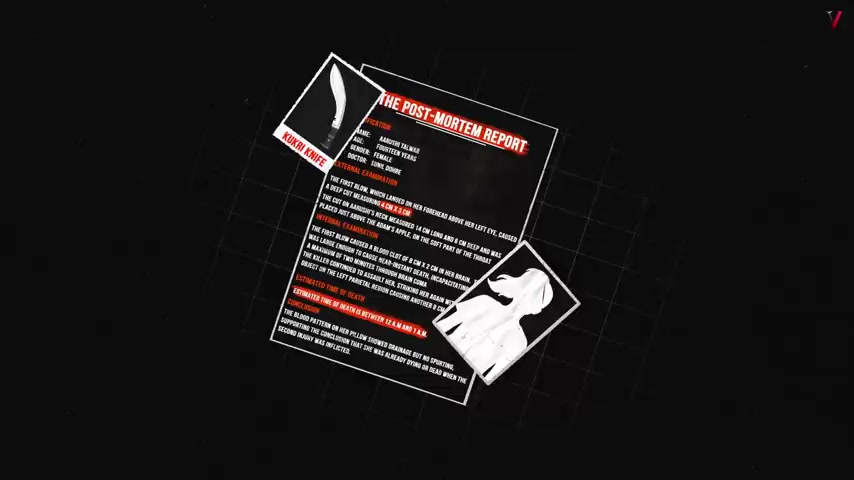 THE POST-MORTEM REPORT
KUKRI KNIFE
NAME: AARUSHI TALWAR
AGE: FOURTEEN YEARS
GENDER: FEMALE
DOCTOR: SUNIL DOHRE
EXTERNAL EXAMINATION
THE FIRST BLOW, WHICH LANDED ON HER FOREHEAD ABOVE HER LEFT EYE, CAUSED
A DEEP CUT MEASURING 4 CM X 3 CM.
THE CUT ON AARUSHI'S NECK MEASURED 14 CM LONG AND 6 CM DEEP AND WAS
PLACED JUST ABOVE THE ADAM'S APPLE, ON THE SOFT PART OF THE THROAT
INTERNAL EXAMINATION
THE FIRST BLOW CAUSED A BLOOD CLOT OF 8 CM X 2 CM IN HER BRAIN.
WAS LARGE ENOUGH TO CAUSE NEAR-INSTANT DEATH, INCAPACITATING
A MAXIMUM OF TWO MINUTES THROUGH BRAIN COMA
THE KILLER CONTINUED TO ASSAULT HER, STRIKING HER AGAIN
OBJECT ON THE LEFT PARIETAL REGION CAUSING ANOTHER 8 CM
ESTIMATED TIME OF DEATH
ESTIMATED TIME OF DEATH IS BETWEEN 12 A.M AND 1 A.M.
CONCLUSION
THE BLOOD PATTERN ON HER PILLOW SHOWED DRAINAGE BUT NO SPURTING,
SUPPORTING THE CONCLUSION THAT SHE WAS ALREADY DYING OR DEAD WHEN THE
SECOND INJURY WAS INFLICTED.